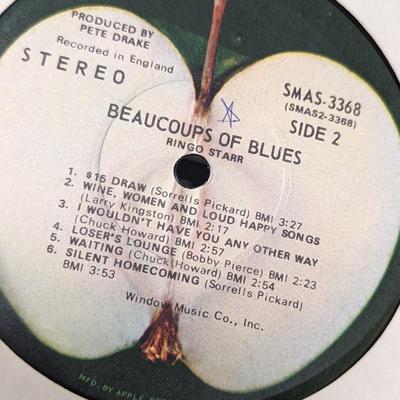 PRODUCED BY
PETE DRAKE
Recorded in England
STEREO
SMAS-3368
(SMAS2-3368)
SIDE 2
BEAUCOUPS OF BLUES
RINGO STARR
1. $15 DRAW (Sorrells Pickard) BMI 3:27
2. WINE, WOMEN AND LOUD HAPPY SONGS
(Larry Kingston) BMI 2:17
3. I WOULDN'T HAVE YOU ANY OTHER WAY
(Chuck Howard) BMI 2:57
4. LOSER'S LOUNGE (Bobby Pierce) BMI 2:23
5. WAITING (Chuck Howard) BMI 2:54
6. SILENT HOMECOMING (Sorrells Pickard)
BMI 3:53
Window Music Co., Inc.
MFD. BY APPLE